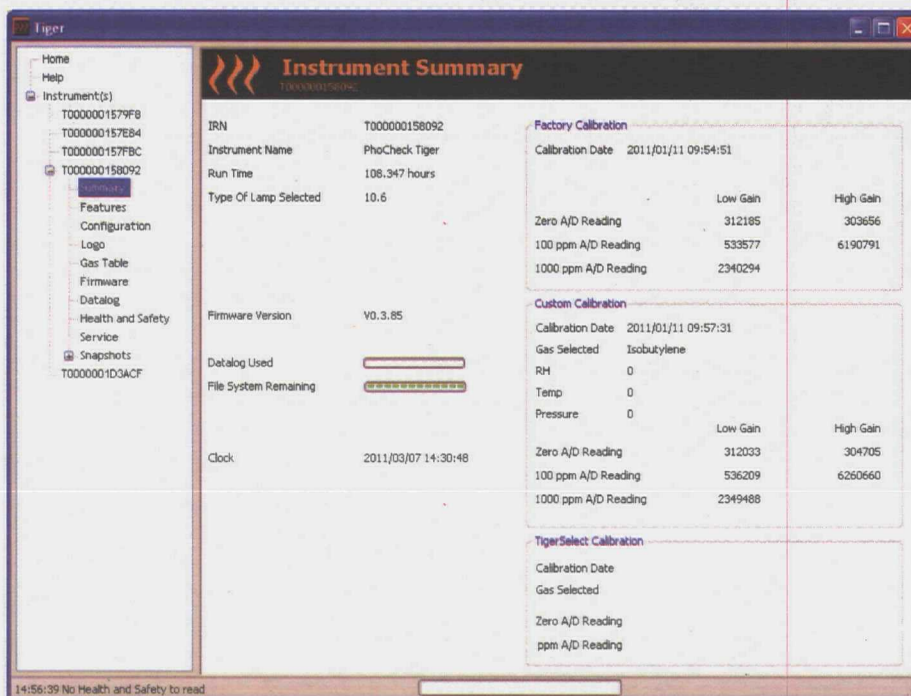 Tiger
Home
Help
Instrument(s)
T0000001579F8
T000000157E84
T000000157FBC
T000000158092
Summary
Features
Configuration
Logo
Gas Table
Firmware
Datalog
Health and Safety
Service
Snapshots
T0000001D3ACF
Instrument Summary
T000000158092
IRN T000000158092
Instrument Name PhoCheck Tiger
Run Time 108.347 hours
Type Of Lamp Selected 10.6
Firmware Version V0.3.85
Datalog Used
File System Remaining
Clock 2011/03/07 14:30:48
Factory Calibration
Calibration Date 2011/01/11 09:54:51
Low Gain High Gain
Zero A/D Reading 312185 303656
100 ppm A/D Reading 533577 6190791
1000 ppm A/D Reading 2340294
Custom Calibration
Calibration Date 2011/01/11 09:57:31
Gas Selected Isobutylene
RH 0
Temp 0
Pressure 0
Low Gain High Gain
Zero A/D Reading 312033 304705
100 ppm A/D Reading 536209 6260660
1000 ppm A/D Reading 2349488
TigerSelect Calibration
Calibration Date
Gas Selected
Zero A/D Reading
ppm A/D Reading
14:56:39 No Health and Safety to read